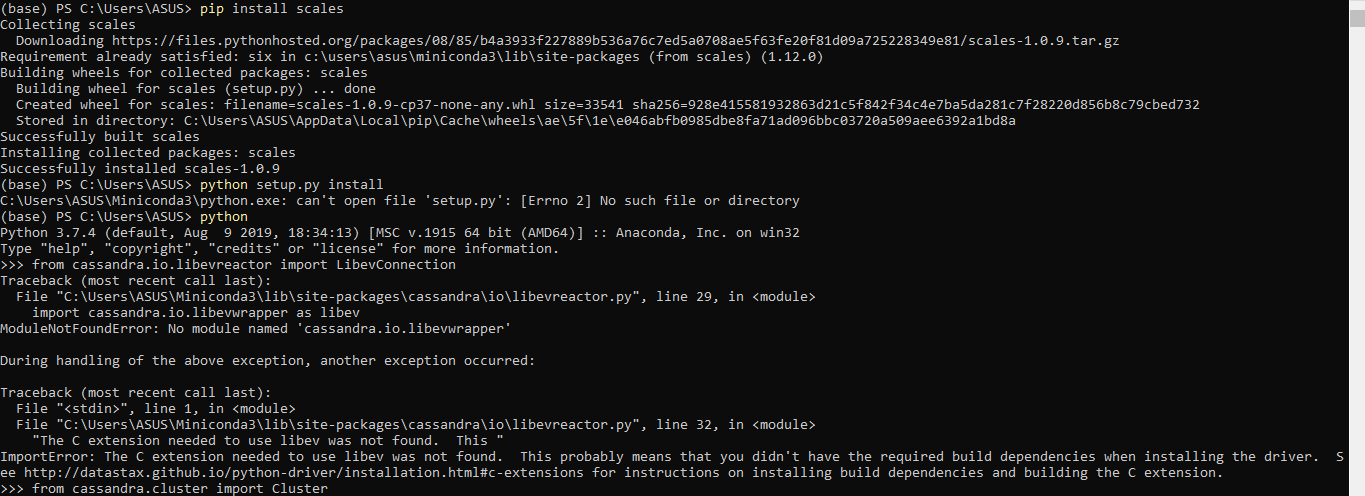 (base) PS C:\Users\ASUS> pip install scales
Collecting scales
  Downloading https://files.pythonhosted.org/packages/08/85/b4a3933f227889b536a76c7ed5a0708ae5f63fe20f81d09a725228349e81/scales-1.0.9.tar.gz
Requirement already satisfied: six in c:\users\asus\miniconda3\lib\site-packages (from scales) (1.12.0)
Building wheels for collected packages: scales
  Building wheel for scales (setup.py) ... done
  Created wheel for scales: filename=scales-1.0.9-cp37-none-any.whl size=33541 sha256=928e415581932863d21c5f842f34c4e7ba5da281c7f28220d856b8c79cbed732
  Stored in directory: C:\Users\ASUS\AppData\Local\pip\Cache\wheels\ae\5f\1e\e046abfb0985dbe8fa71ad096bbc03720a509aee6392a1bd8a
Successfully built scales
Installing collected packages: scales
Successfully installed scales-1.0.9
(base) PS C:\Users\ASUS> python setup.py install
C:\Users\ASUS\Miniconda3\python.exe: can't open file 'setup.py': [Errno 2] No such file or directory
(base) PS C:\Users\ASUS> python
Python 3.7.4 (default, Aug  9 2019, 18:34:13) [MSC v.1915 64 bit (AMD64)] :: Anaconda, Inc. on win32
Type "help", "copyright", "credits" or "license" for more information.
>>> from cassandra.io.libevreactor import LibevConnection
Traceback (most recent call last):
  File "C:\Users\ASUS\Miniconda3\lib\site-packages\cassandra\io\libevreactor.py", line 29, in <module>
    import cassandra.io.libevwrapper as libev
ModuleNotFoundError: No module named 'cassandra.io.libevwrapper'

During handling of the above exception, another exception occurred:

Traceback (most recent call last):
  File "<stdin>", line 1, in <module>
  File "C:\Users\ASUS\Miniconda3\lib\site-packages\cassandra\io\libevreactor.py", line 32, in <module>
    "The C extension needed to use libev was not found.  This "
ImportError: The C extension needed to use libev was not found.  This probably means that you didn't have the required build dependencies when installing the driver.  S
ee http://datastax.github.io/python-driver/installation.html#c-extensions for instructions on installing build dependencies and building the C extension.
>>> from cassandra.cluster import Cluster